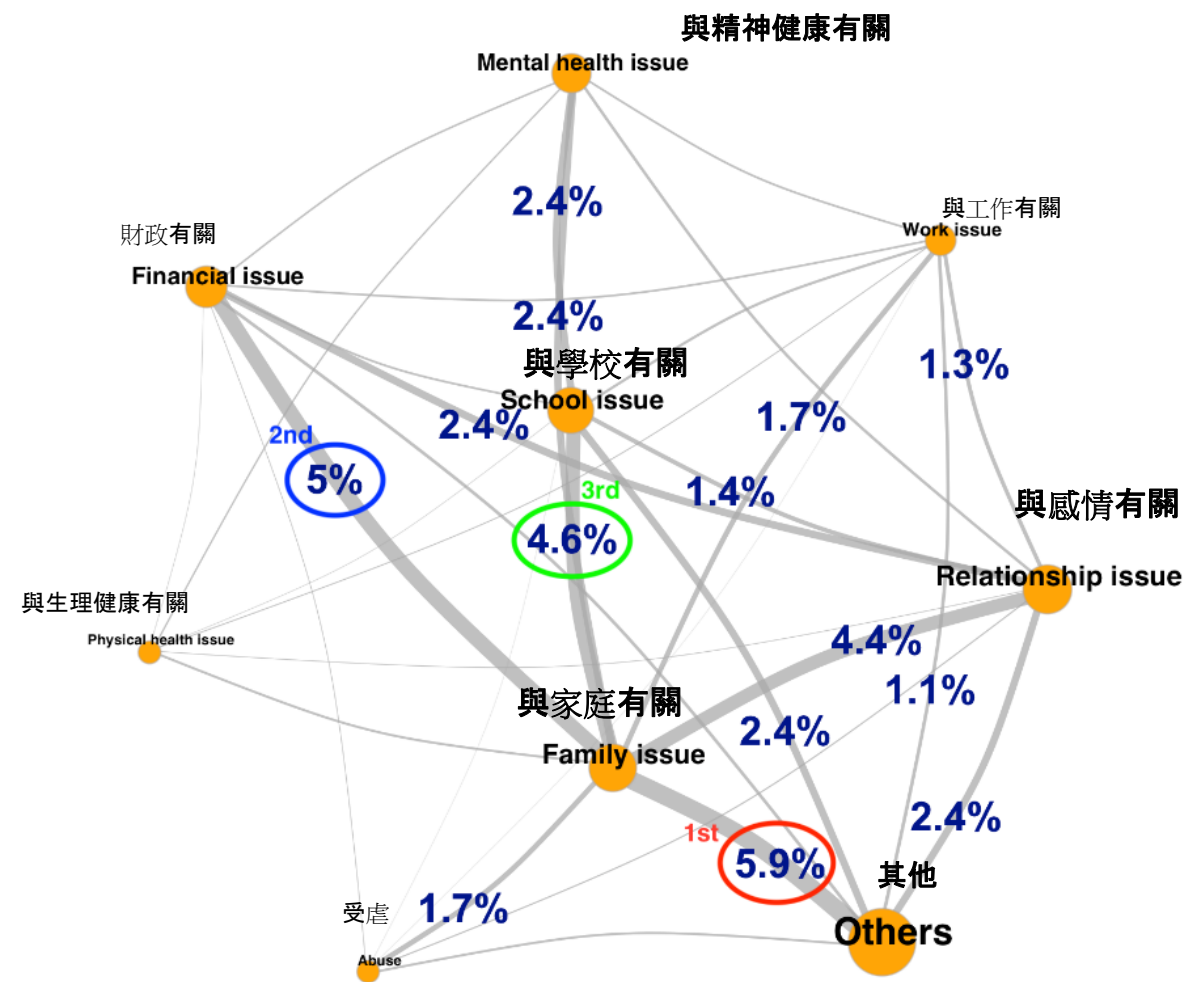 與精神健康有關
Mental health issue
2.4%
與工作有關
Work issue
財政有關
Financial issue
2.4%
1.3%
與學校有關
School issue
2.4%
1.7%
2nd
5%
3rd
4.6%
1.4%
與感情有關
Relationship issue
與生理健康有關
Physical health issue
4.4%
1.1%
與家庭有關
Family issue
2.4%
1st
5.9%
2.4%
其他
Others
受虐
Abuse
1.7%